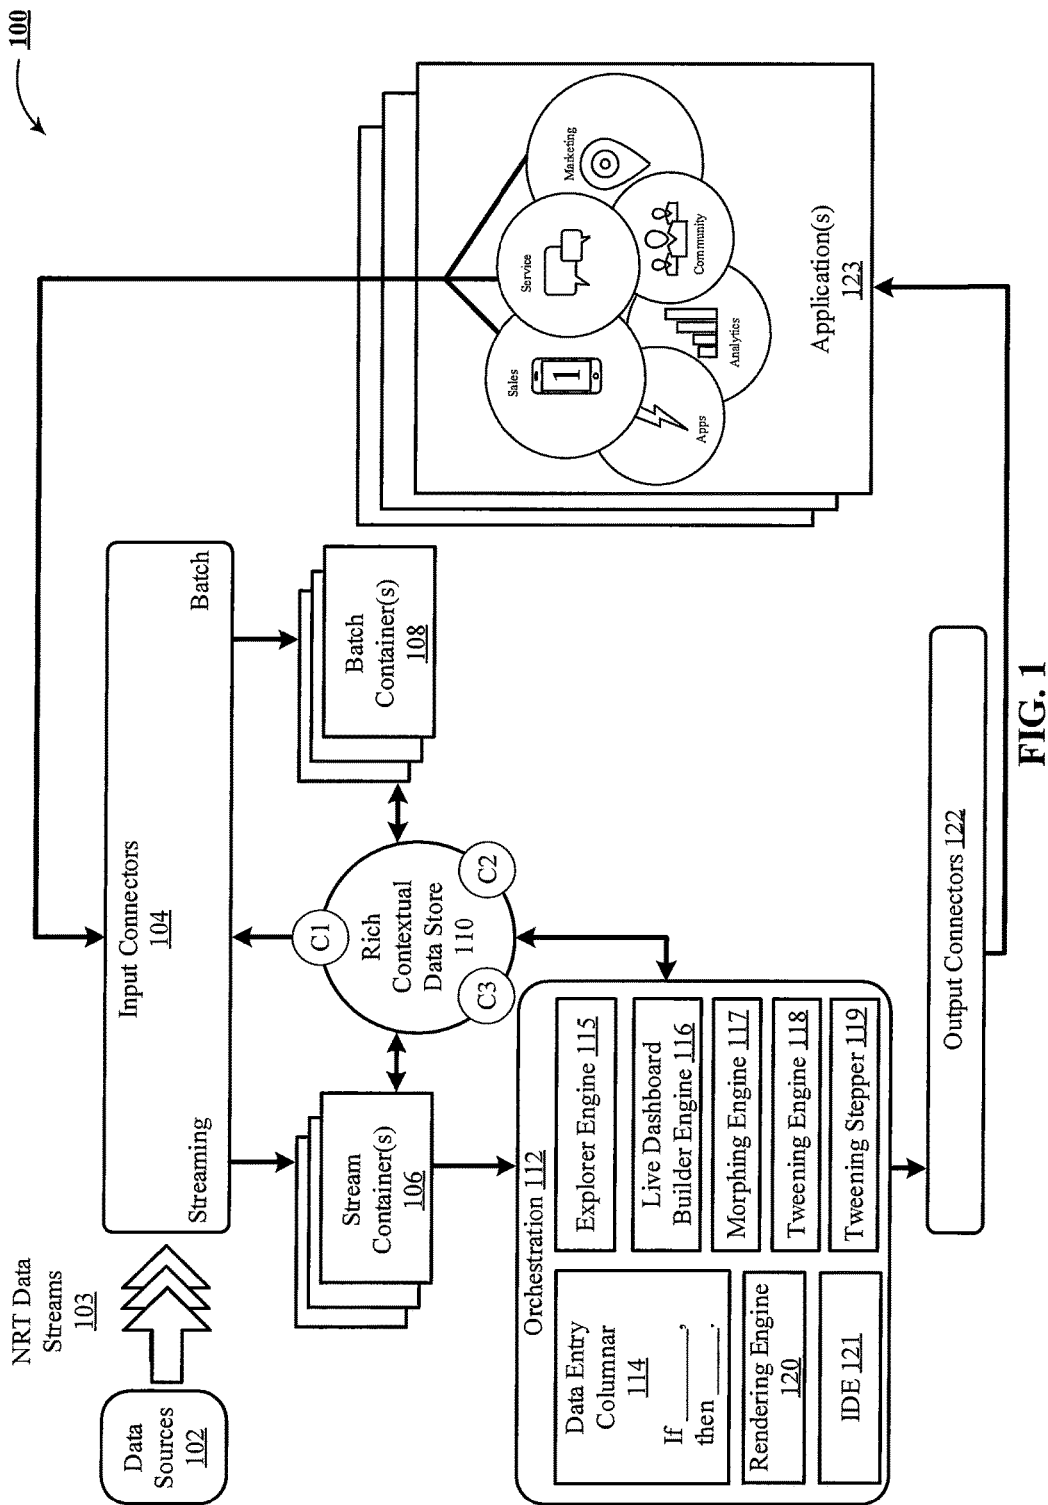 100
NRT Data
Streams
103
Data
Sources
102
Input Connectors
104
Streaming
Batch
Stream
Container(s)
106
Rich
Contextual
Data Store
110
C1
C2
C3
Batch
Container(s)
108
Orchestration 112
Data Entry
Columnar
114
If ______,
then ____.
Explorer Engine 115
Live Dashboard
Builder Engine 116
Morphing Engine 117
Tweening Engine 118
Tweening Stepper 119
Rendering Engine
120
IDE 121
Output Connectors 122
Sales
1
Service
Marketing
Apps
Analytics
Community
Application(s)
123
FIG. 1